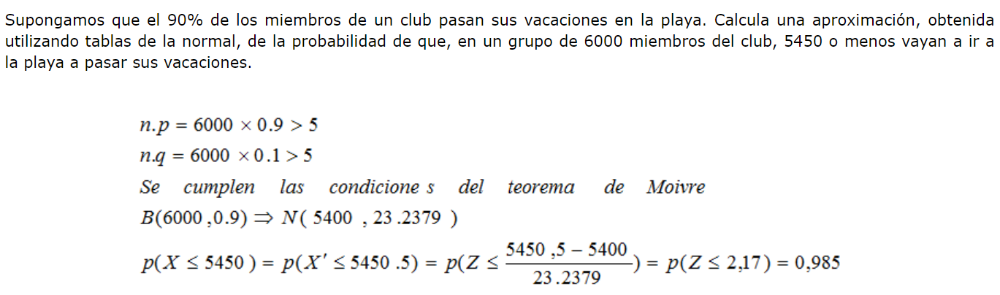 Supongamos que el 90% de los miembros de un club pasan sus vacaciones en la playa. Calcula una aproximación, obtenida
utilizando tablas de la normal, de la probabilidad de que, en un grupo de 6000 miembros del club, 5450 o menos vayan a ir a
la playa a pasar sus vacaciones.
n.p = 6000 × 0.9 > 5
n.q = 6000 × 0.1 > 5
Se cumplen las condicione s del teorema de Moivre
B(6000 ,0.9) ⇒ N( 5400 , 23 .2379 )
p(X ≤ 5450 ) = p(X′ ≤ 5450 .5) = p(Z ≤ (5450 ,5 − 5400)/(23 .2379)) = p(Z ≤ 2,17 ) = 0,985